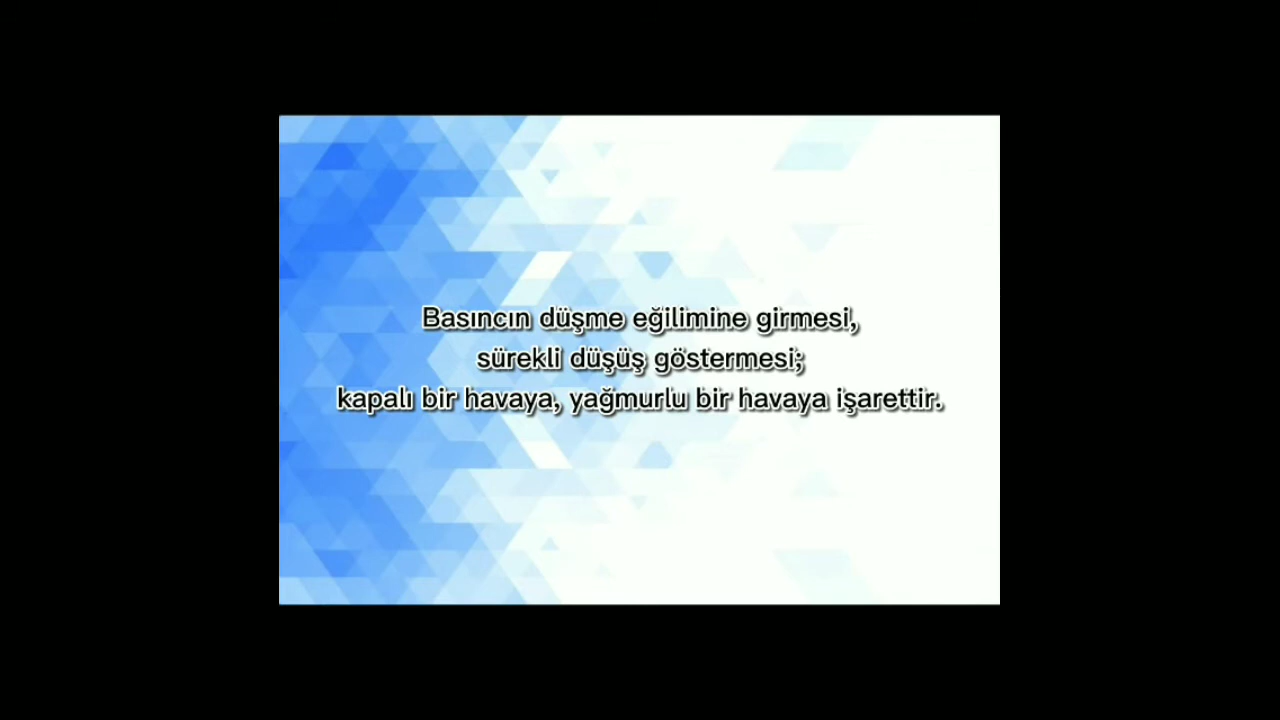 Basıncın düşme eğilimine girmesi,
sürekli düşüş göstermesi;
kapalı bir havaya, yağmurlu bir havaya işarettir.